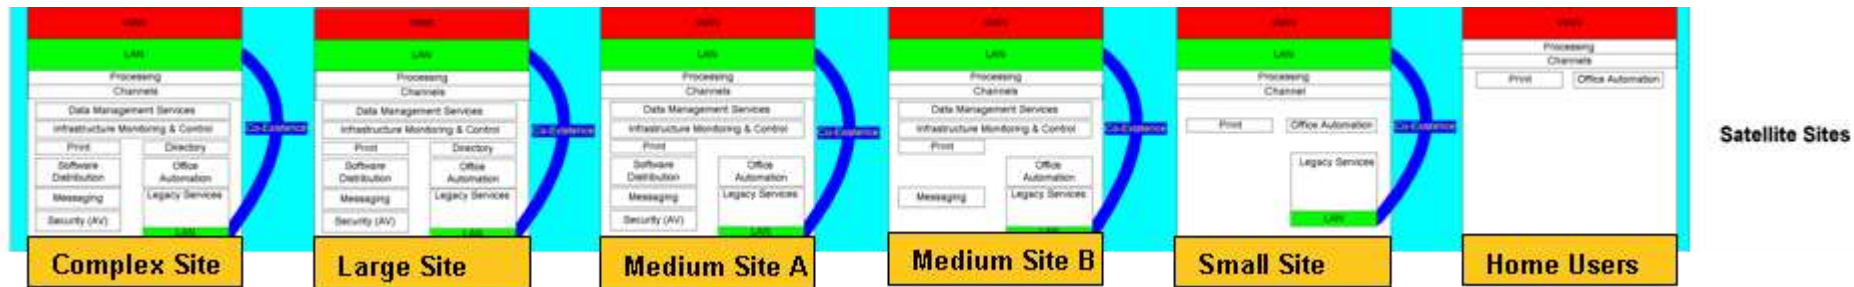 WAN
LAN
Processing
Channels
Data Management Services
Infrastructure Monitoring & Control
Print
Directory
Software
Distribution
Office
Automation
Messaging
Legacy Services
Security (AV)
LAN
Co-Existence
Complex Site
WAN
LAN
Processing
Channels
Data Management Services
Infrastructure Monitoring & Control
Print
Directory
Software
Distribution
Office
Automation
Messaging
Legacy Services
Security (AV)
LAN
Co-Existence
Large Site
WAN
LAN
Processing
Channels
Data Management Services
Infrastructure Monitoring & Control
Print
Software
Distribution
Office
Automation
Messaging
Legacy Services
Security (AV)
LAN
Co-Existence
Medium Site A
WAN
LAN
Processing
Channels
Data Management Services
Infrastructure Monitoring & Control
Print
Office
Automation
Messaging
Legacy Services
LAN
Co-Existence
Medium Site B
WAN
LAN
Processing
Channel
Print
Office Automation
Legacy Services
LAN
Co-Existence
Small Site
WAN
Processing
Channels
Print
Office Automation
Home Users
Satellite Sites